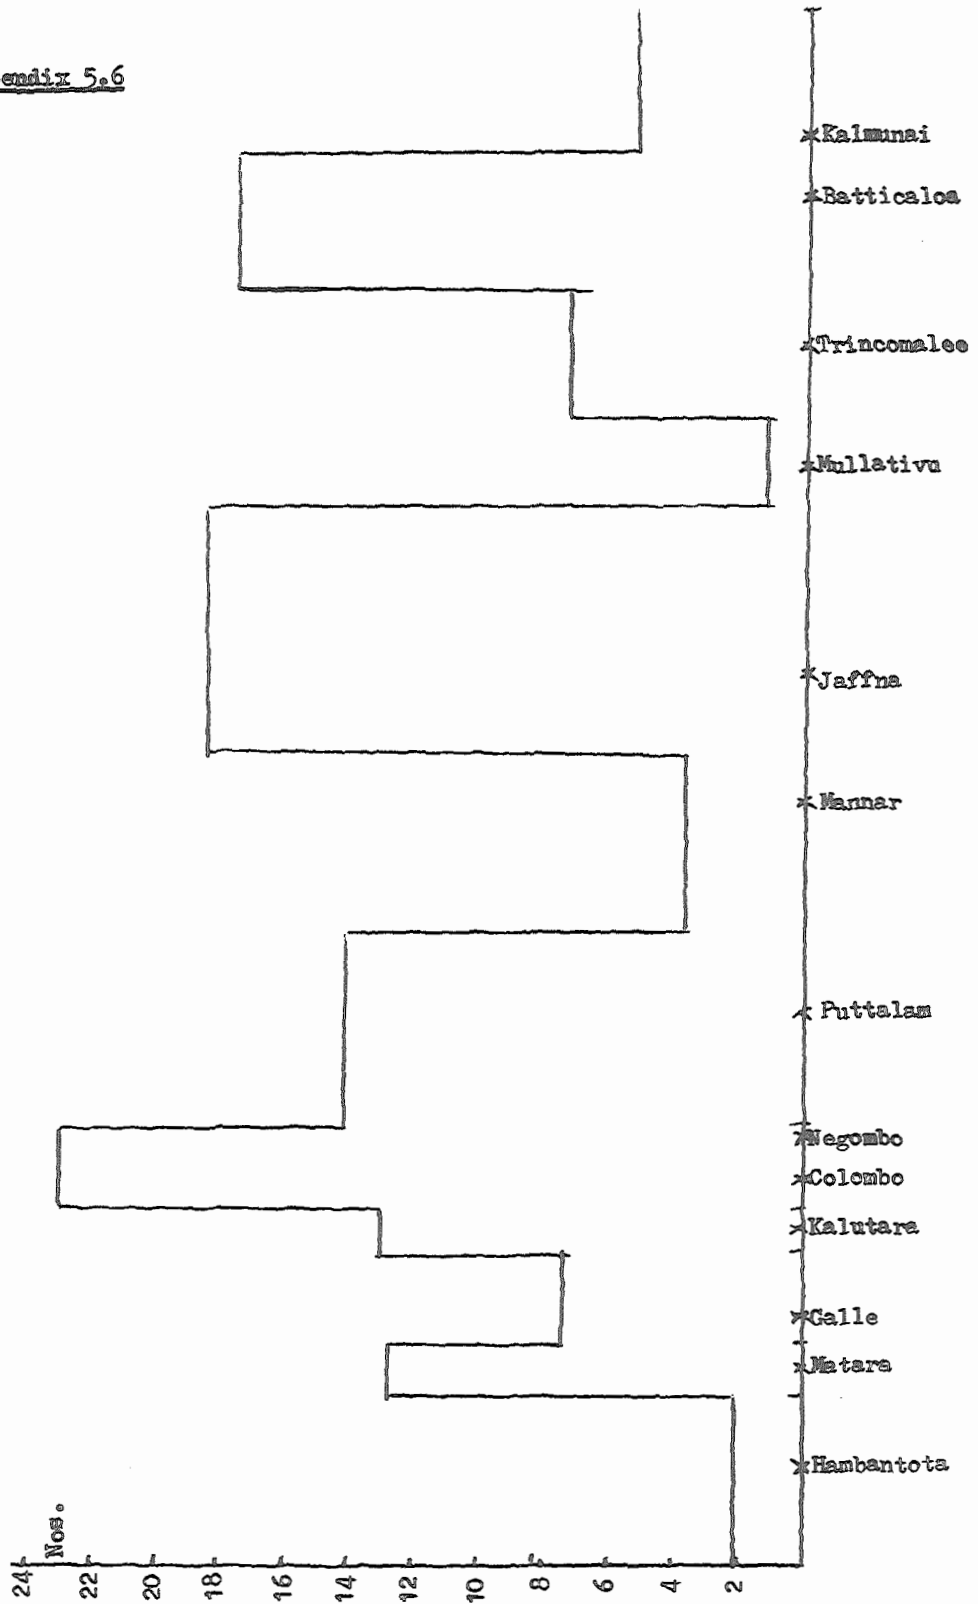 endix 5.6
Kalmunai
Batticaloa
Trincomalee
Mullativu
Jaffna
Mannar
Puttalam
Negombo
Colombo
Kalutara
Galle
Matara
Hambantota
Nos.
24
22
20
18
16
14
12
10
8
6
4
2